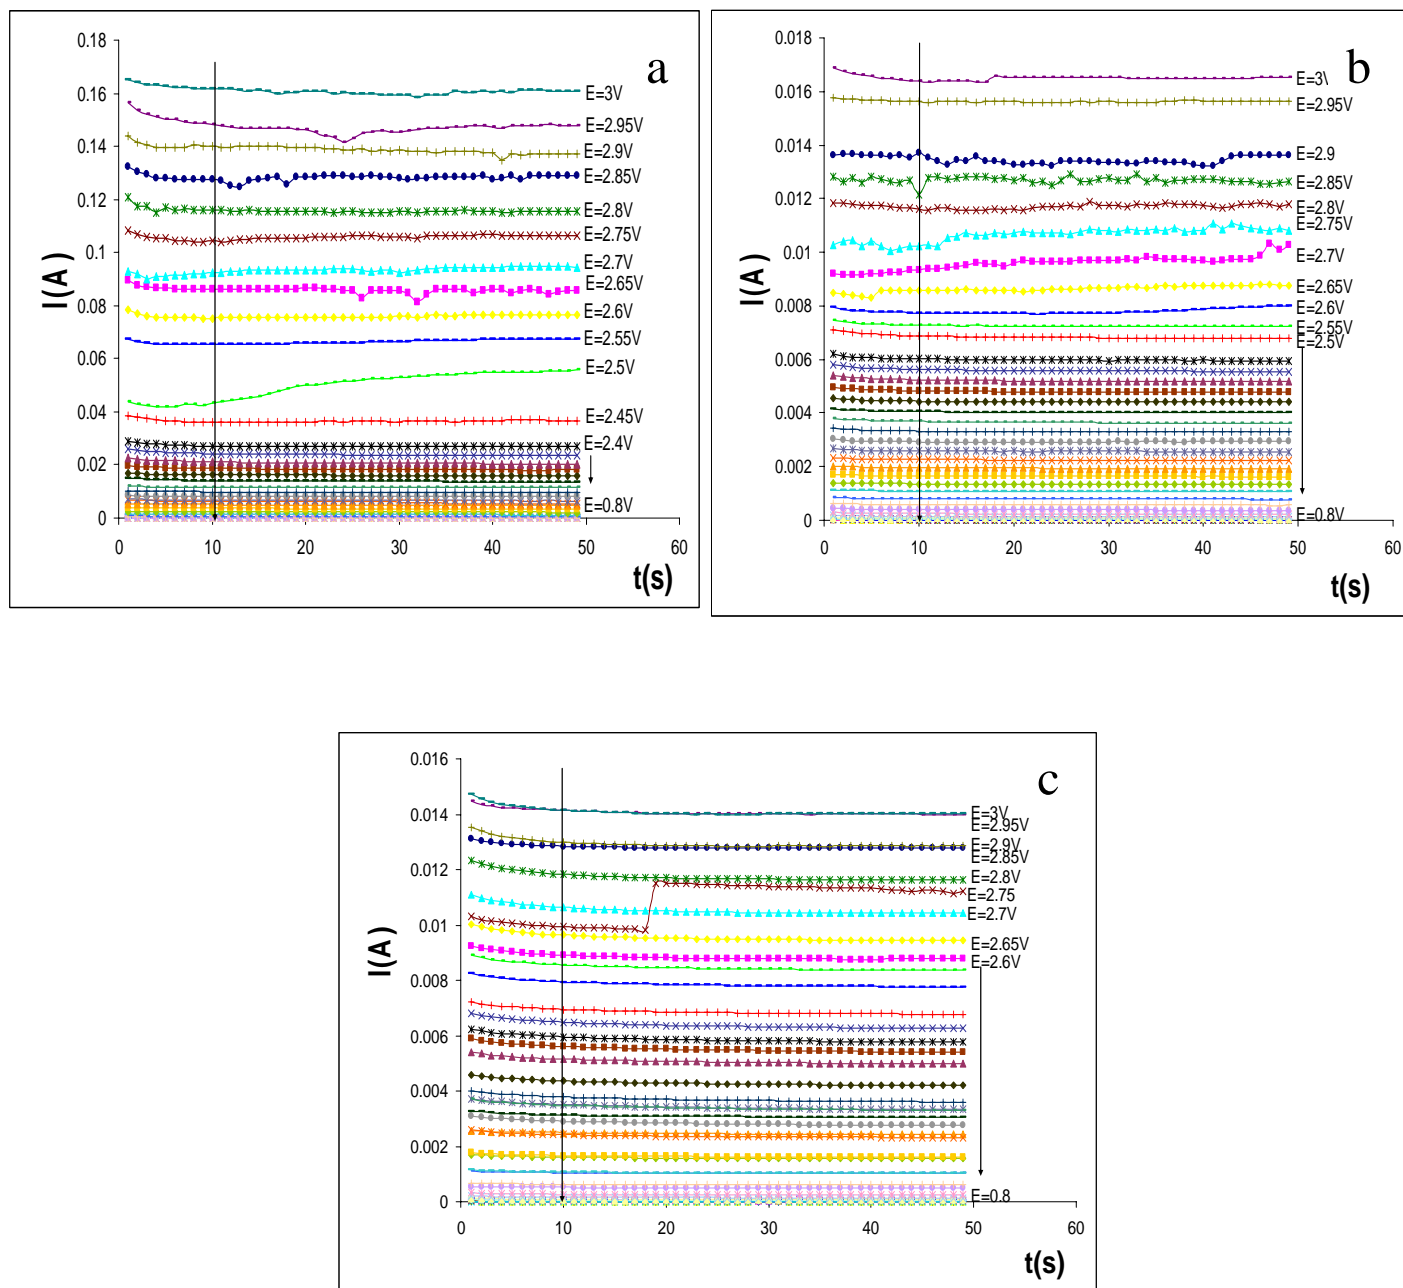 a
0.18
0.16
0.14
0.12
0.1
0.08
0.06
0.04
0.02
0
I(A)
E=3V
E=2.95V
E=2.9V
E=2.85V
E=2.8V
E=2.75V
E=2.7V
E=2.65V
E=2.6V
E=2.55V
E=2.5V
E=2.45V
E=2.4V
E=0.8V
0 10 20 30 40 50 60
t(s)
b
0.018
0.016
0.014
0.012
0.01
0.008
0.006
0.004
0.002
0
I(A)
E=3\
E=2.95V
E=2.9
E=2.85V
E=2.8V
E=2.75V
E=2.7V
E=2.65V
E=2.6V
E=2.55V
E=2.5V
E=0.8V
0 10 20 30 40 50 60
t(s)
c
0.016
0.014
0.012
0.01
0.008
0.006
0.004
0.002
0
I(A)
E=3V
E=2.95V
E=2.9V
E=2.85V
E=2.8V
E=2.75
E=2.7V
E=2.65V
E=2.6V
E=0.8
0 10 20 30 40 50 60
t(s)